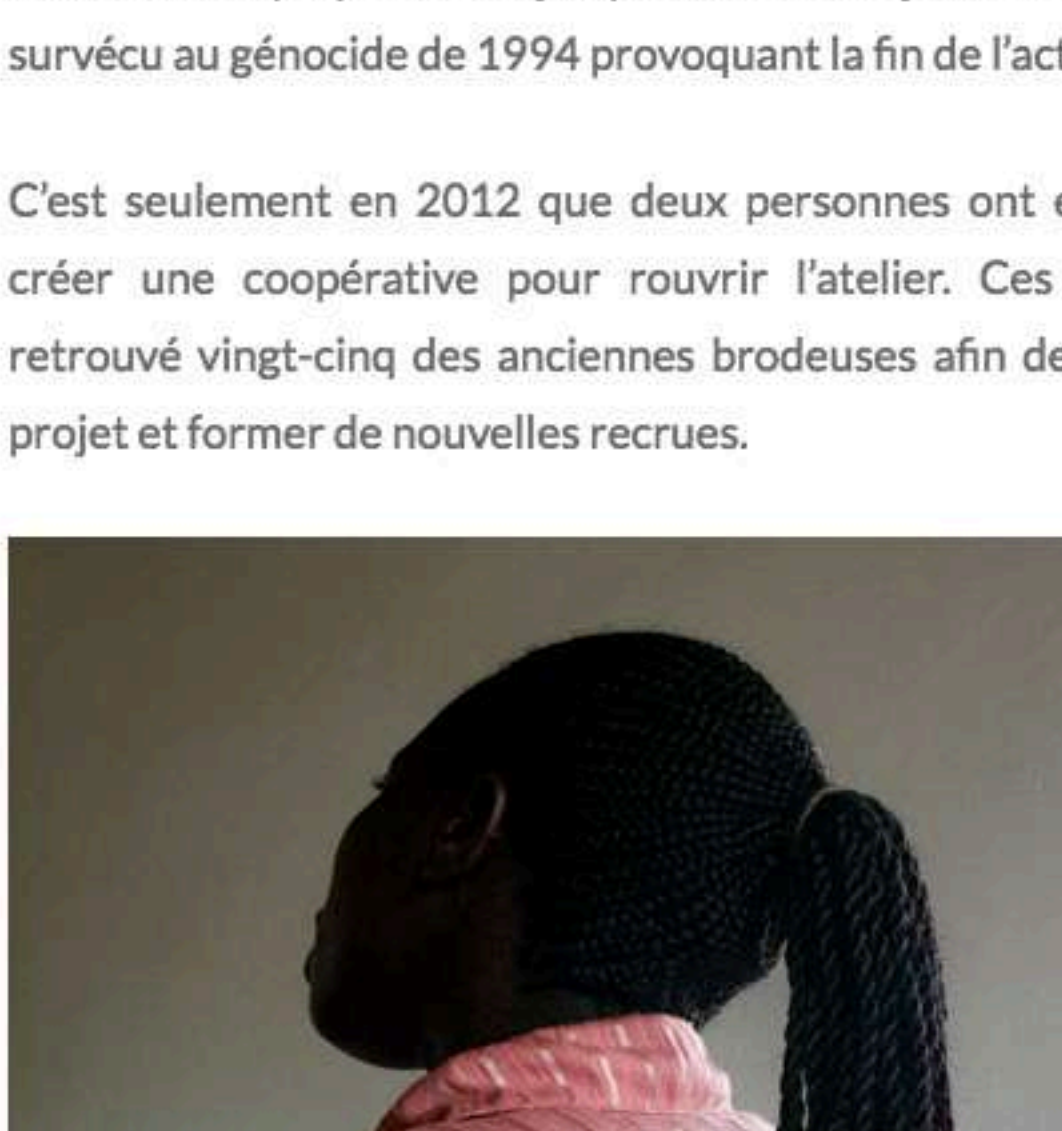 survécu au génocide de 1994 provoquant la fin de l’act
C’est seulement en 2012 que deux personnes ont
créer une coopérative pour rouvrir l’atelier. Ces
retrouvé vingt-cinq des anciennes brodeuses afin de
projet et former de nouvelles recrues.